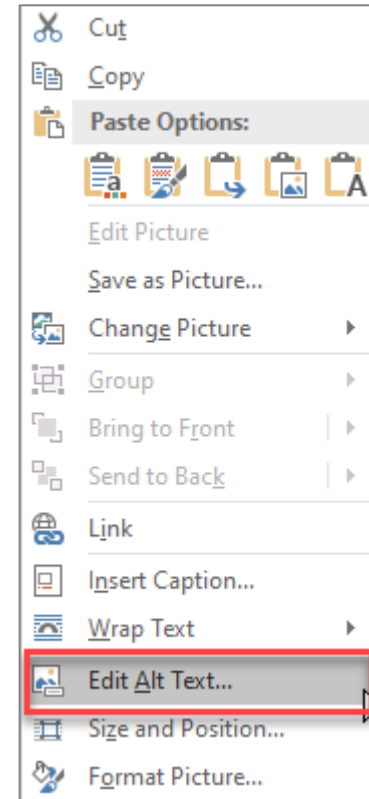 Cut
Copy
Paste Options:
a A
Edit Picture
Save as Picture...
Change Picture
Group
Bring to Front
Send to Back
Link
Insert Caption...
Wrap Text
Edit Alt Text...
Size and Position...
Format Picture...